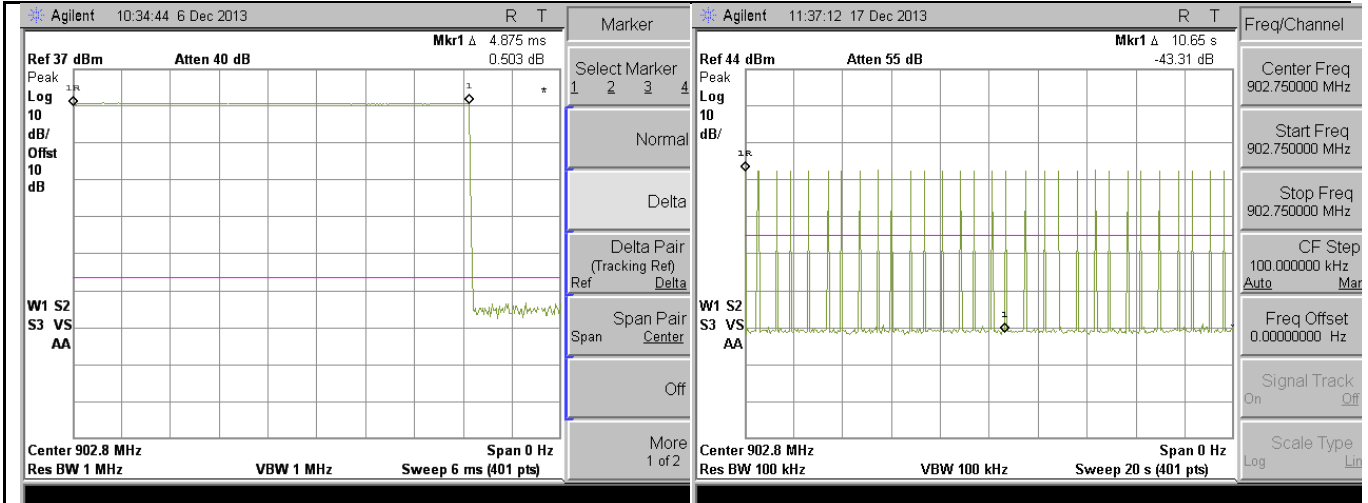 Agilent 10:34:44 6 Dec 2013 R T
Mkr1 Δ 4.875 ms
Ref 37 dBm Atten 40 dB 0.503 dB
Peak
Log
10
dB/
Offst
10
dB
1R
1
*
W1 S2
S3 VS
AA
Center 902.8 MHz Span 0 Hz
Res BW 1 MHz VBW 1 MHz Sweep 6 ms (401 pts)
Marker
Select Marker
1 2 3 4
Normal
Delta
Delta Pair
(Tracking Ref)
Ref Delta
Span Pair
Span Center
Off
More
1 of 2
Agilent 11:37:12 17 Dec 2013 R T
Mkr1 Δ 10.65 s
Ref 44 dBm Atten 55 dB -43.31 dB
Peak
Log
10
dB/
1R
1
W1 S2
S3 VS
AA
Center 902.8 MHz Span 0 Hz
Res BW 100 kHz VBW 100 kHz Sweep 20 s (401 pts)
Freq/Channel
Center Freq
902.750000 MHz
Start Freq
902.750000 MHz
Stop Freq
902.750000 MHz
CF Step
100.000000 kHz
Auto Man
Freq Offset
0.00000000 Hz
Signal Track
On Off
Scale Type
Log Lin